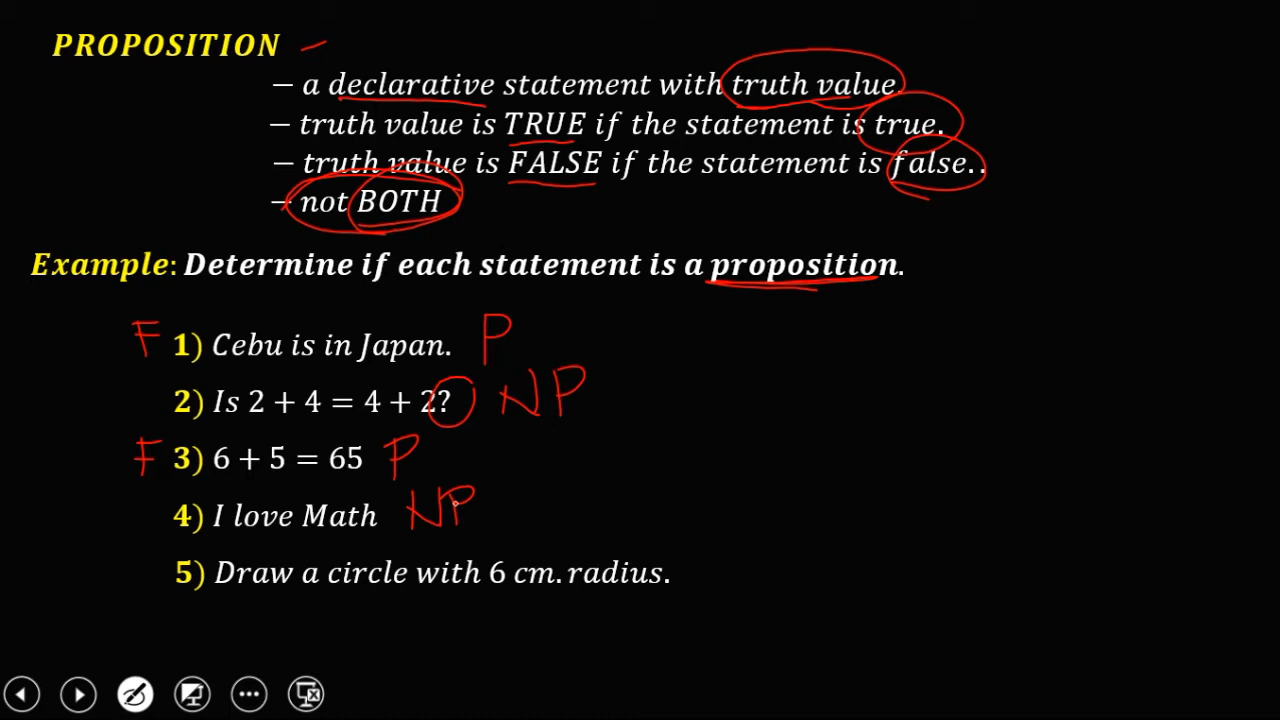 PROPOSITION
– a declarative statement with truth value.
– truth value is TRUE if the statement is true.
– truth value is FALSE if the statement is false..
– not BOTH
Example: Determine if each statement is a proposition.
F 1) Cebu is in Japan. P
2) Is 2 + 4 = 4 + 2? NP
F 3) 6 + 5 = 65 P
4) I love Math NP
5) Draw a circle with 6 cm. radius.